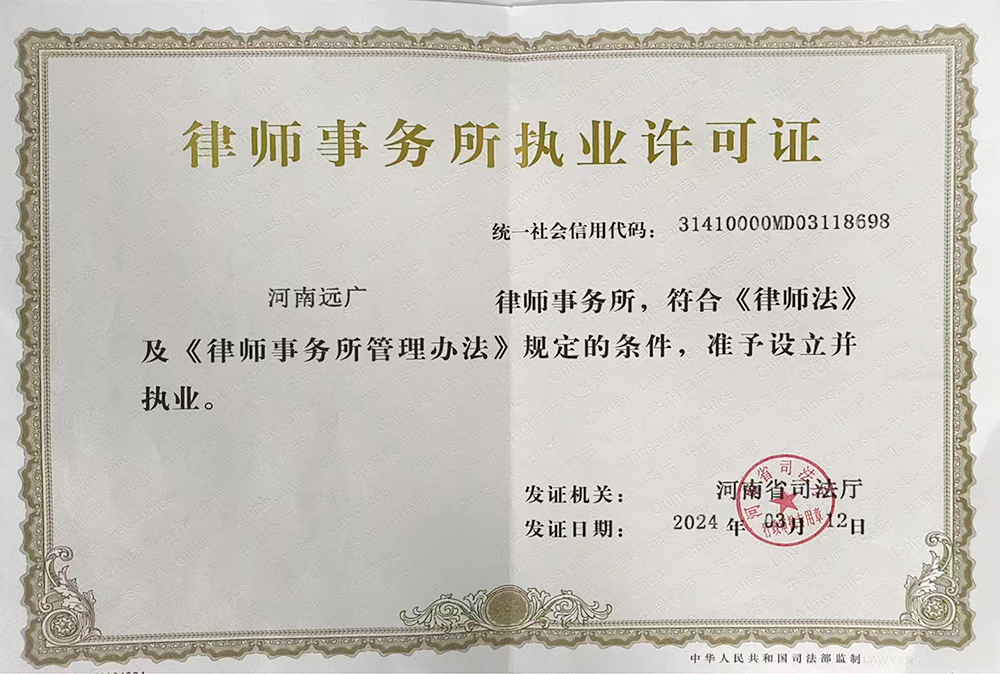 律师事务所执业许可证
统一社会信用代码： 31410000MD03118698
河南远广 律师事务所，符合《律师法》
及《律师事务所管理办法》规定的条件，准予设立并
执业。
发证机关： 河南省司法厅
发证日期： 2024 年 03月 12日
中华人民共和国司法部监制